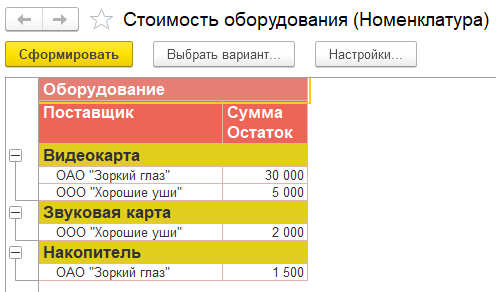 Стоимость оборудования (Номенклатура)
Сформировать Выбрать вариант... Настройки...
Оборудование
Поставщик Сумма Остаток
Видеокарта
ОАО "Зоркий глаз" 30 000
ООО "Хорошие уши" 5 000
Звуковая карта
ООО "Хорошие уши" 2 000
Накопитель
ОАО "Зоркий глаз" 1 500